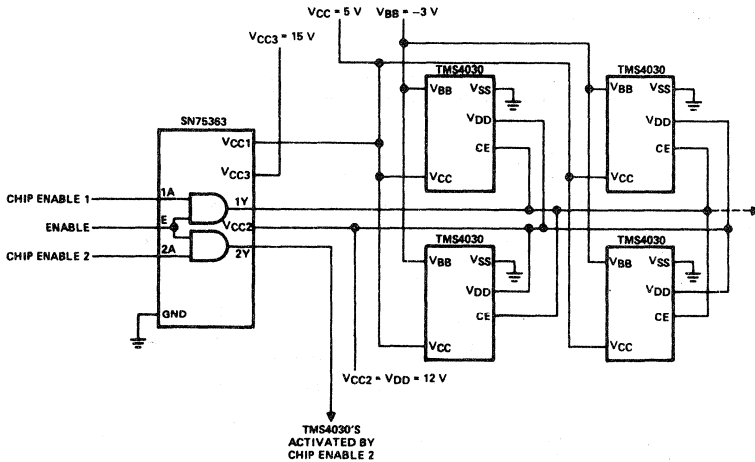 VCC = 5 V
VBB = −3 V
VCC3 = 15 V
TMS4030
TMS4030
VBB
VSS
VDD
CE
VCC
VBB
VSS
VDD
CE
VCC
SN75363
VCC1
VCC3
CHIP ENABLE 1
1A
1Y
ENABLE
E
VCC2
CHIP ENABLE 2
2A
2Y
GND
TMS4030
TMS4030
VBB
VSS
VDD
CE
VCC
VBB
VSS
VDD
CE
VCC
VCC2 = VDD = 12 V
TMS4030'S
ACTIVATED BY
CHIP ENABLE 2